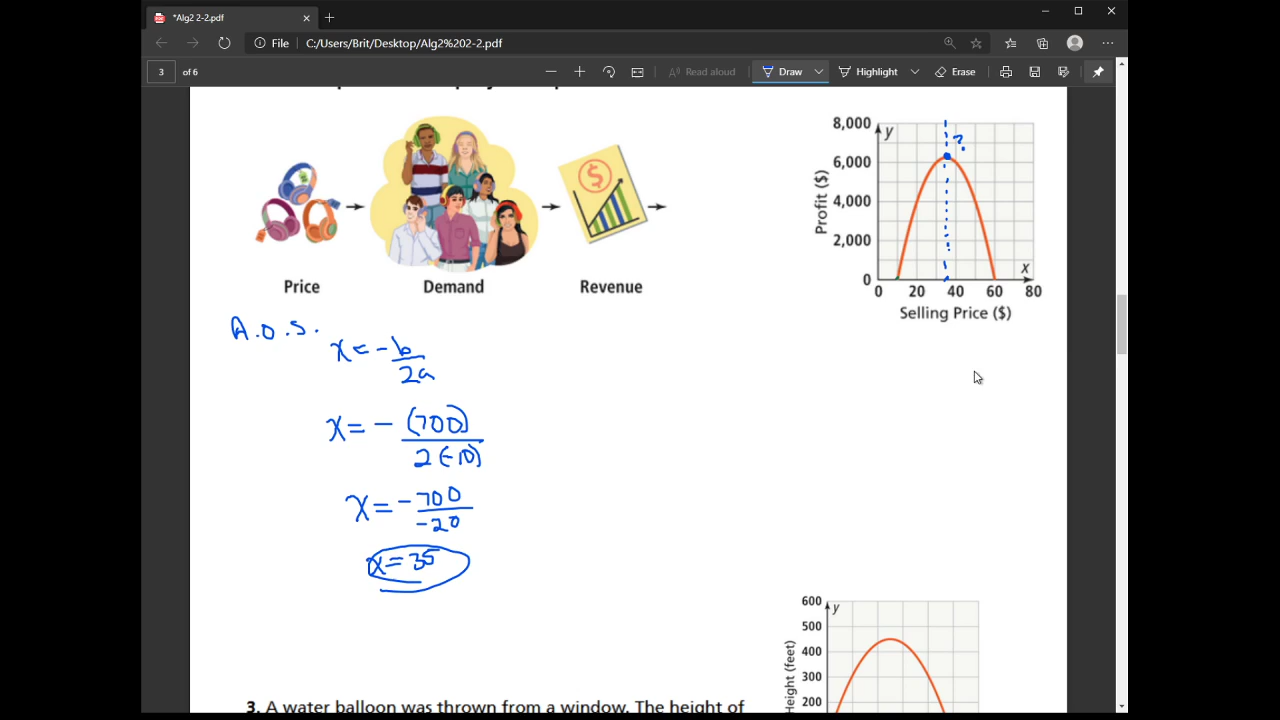 *Alg2 2-2.pdf
File C:/Users/Brit/Desktop/Alg2%202-2.pdf
3 of 6
Read aloud Draw Highlight Erase
Price
Demand
Revenue
8,000
6,000
4,000
2,000
0
y
?
x
0 20 40 60 80
Profit ($)
Selling Price ($)
A.O.S.
x = -b/2a
x = - (700)/2(-10)
x = -700/-20
x = 35
600
500
400
300
200
y
Height (feet)
3. A water balloon was thrown from a window. The height of